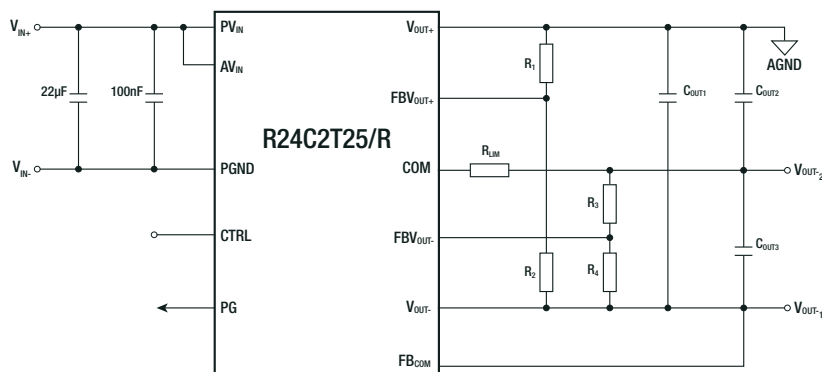 V_IN+
PV_IN
V_OUT+
AGND
R_1
AV_IN
22µF
100nF
FBV_OUT+
C_OUT1
C_OUT2
R24C2T25/R
R_LIM
V_IN-
PGND
COM
V_OUT-2
R_3
CTRL
FBV_OUT-
C_OUT3
R_2
R_4
PG
V_OUT-
V_OUT-1
FB_COM